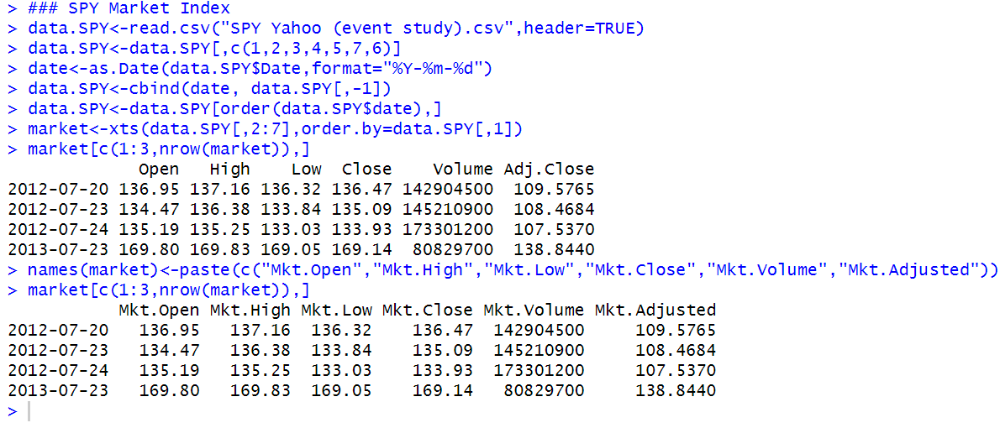 > ### SPY Market Index
> data.SPY<-read.csv("SPY Yahoo (event study).csv",header=TRUE)
> data.SPY<-data.SPY[,c(1,2,3,4,5,7,6)]
> date<-as.Date(data.SPY$Date,format="%Y-%m-%d")
> data.SPY<-cbind(date, data.SPY[,-1])
> data.SPY<-data.SPY[order(data.SPY$date),]
> market<-xts(data.SPY[,2:7],order.by=data.SPY[,1])
> market[c(1:3,nrow(market)),]
             Open   High    Low  Close    Volume Adj.Close
2012-07-20 136.95 137.16 136.32 136.47 142904500  109.5765
2012-07-23 134.47 136.38 133.84 135.09 145210900  108.4684
2012-07-24 135.19 135.25 133.03 133.93 173301200  107.5370
2013-07-23 169.80 169.83 169.05 169.14  80829700  138.8440
> names(market)<-paste(c("Mkt.Open","Mkt.High","Mkt.Low","Mkt.Close","Mkt.Volume","Mkt.Adjusted"))
> market[c(1:3,nrow(market)),]
           Mkt.Open Mkt.High Mkt.Low Mkt.Close Mkt.Volume Mkt.Adjusted
2012-07-20   136.95   137.16  136.32    136.47  142904500     109.5765
2012-07-23   134.47   136.38  133.84    135.09  145210900     108.4684
2012-07-24   135.19   135.25  133.03    133.93  173301200     107.5370
2013-07-23   169.80   169.83  169.05    169.14   80829700     138.8440
>